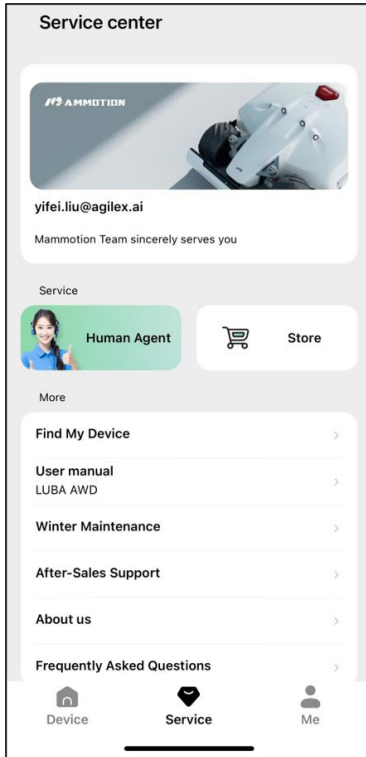 Service center
MAMMOTION
yifei.liu@agilex.ai
Mammotion Team sincerely serves you
Service
Human Agent
Store
More
Find My Device
User manual
LUBA AWD
Winter Maintenance
After-Sales Support
About us
Frequently Asked Questions
Device
Service
Me